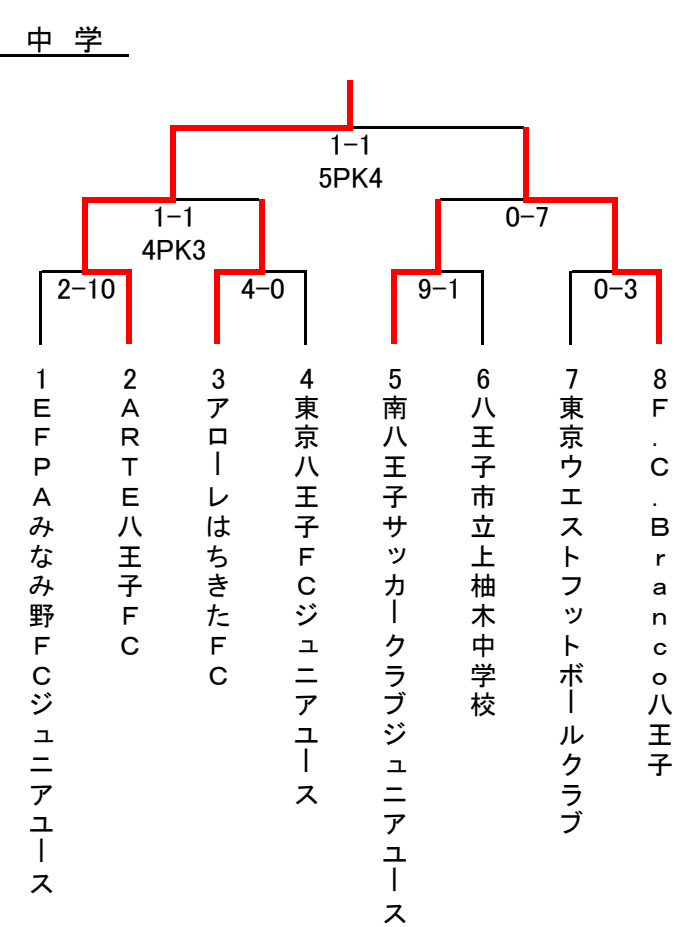 中 学
1-1
5PK4
1-1
4PK3
0-7
2-10
4-0
9-1
0-3
1 EFPAみなみ野FCジュニアユース
2 ARTE八王子FC
3 アローレはちきたFC
4 東京八王子FCジュニアユース
5 南八王子サッカークラブジュニアユース
6 八王子市立上柚木中学校
7 東京ウエストフットボールクラブ
8 F.C.Branco八王子